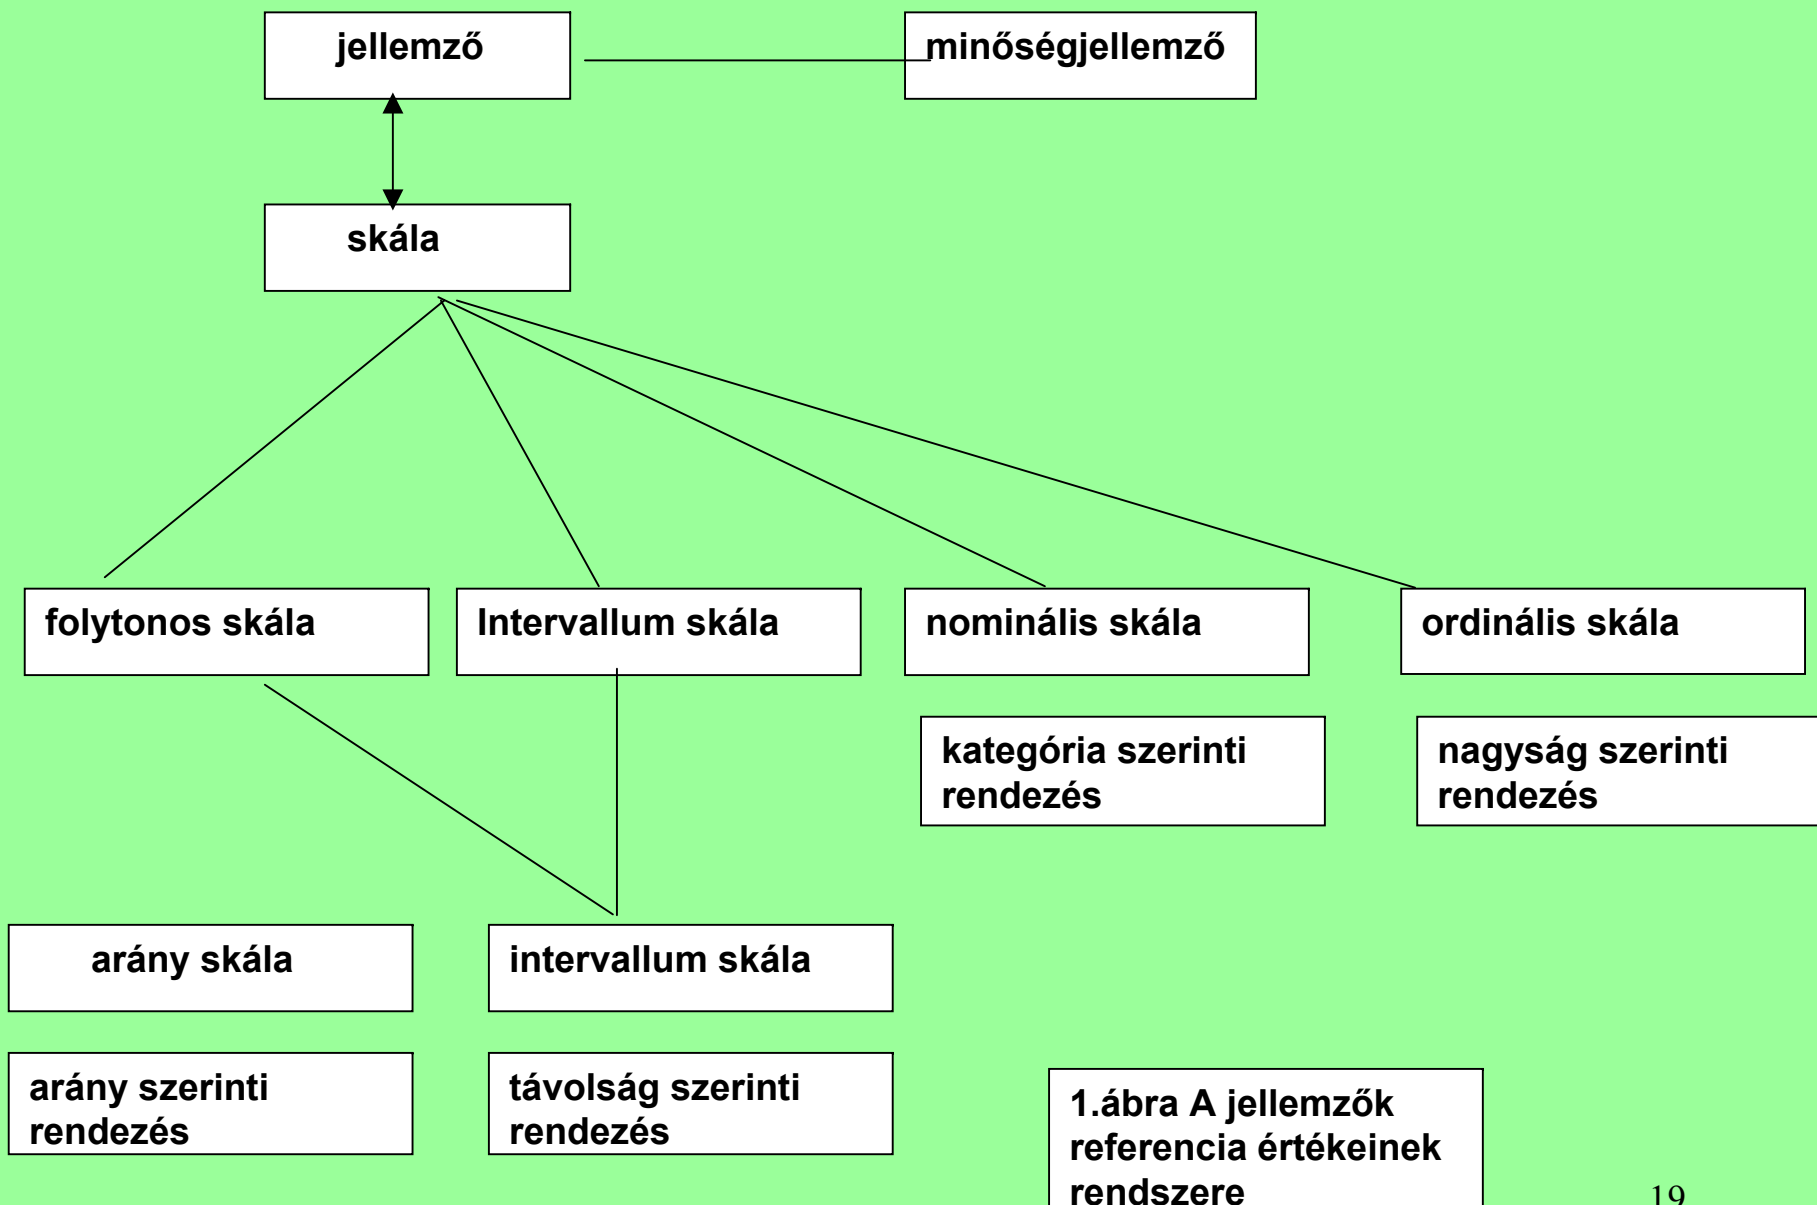 jellemző
minőségjellemző
skála
folytonos skála
Intervallum skála
nominális skála
ordinális skála
kategória szerinti
rendezés
nagyság szerinti
rendezés
arány skála
intervallum skála
arány szerinti
rendezés
távolság szerinti
rendezés
1.ábra A jellemzők
referencia értékeinek
rendszere
19